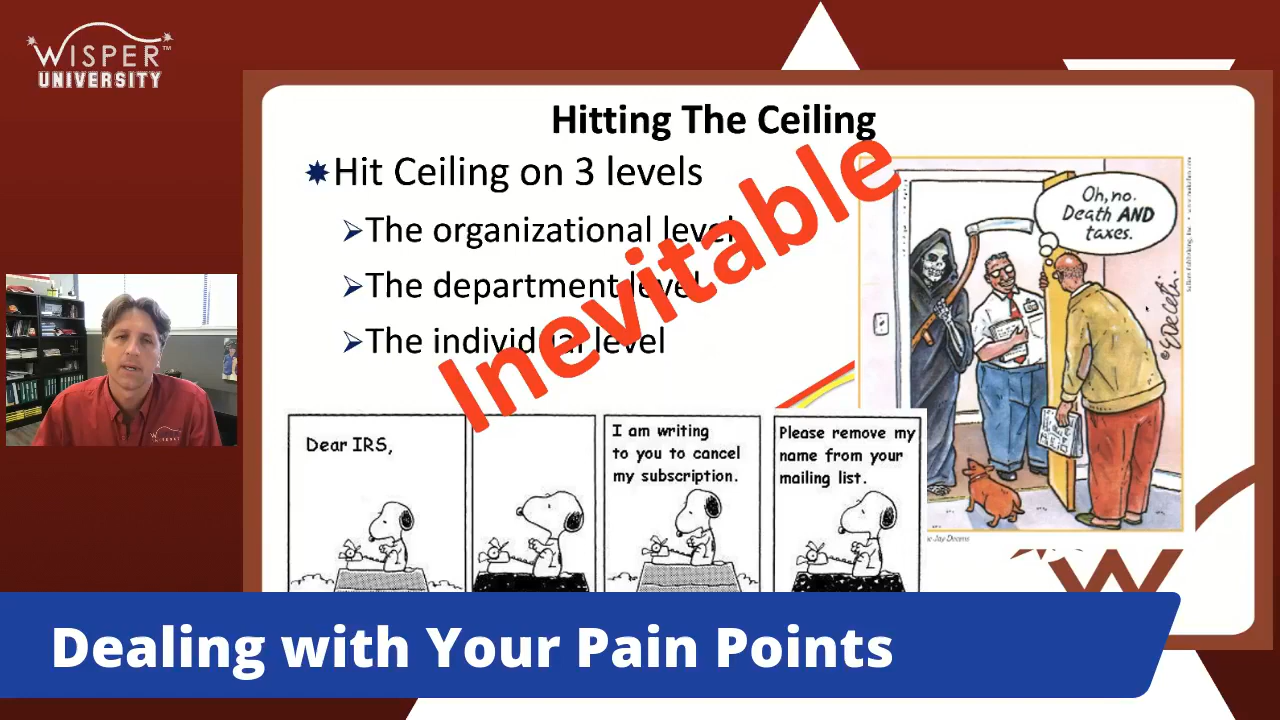 WISPER™
UNIVERSITY
Hitting The Ceiling
Hit Ceiling on 3 levels
The organizational level
The department level
The individual level
Inevitable
Oh, no.
Death AND
taxes.
Dear IRS,
I am writing
to you to cancel
my subscription.
Please remove my
name from your
mailing list.
Dealing with Your Pain Points